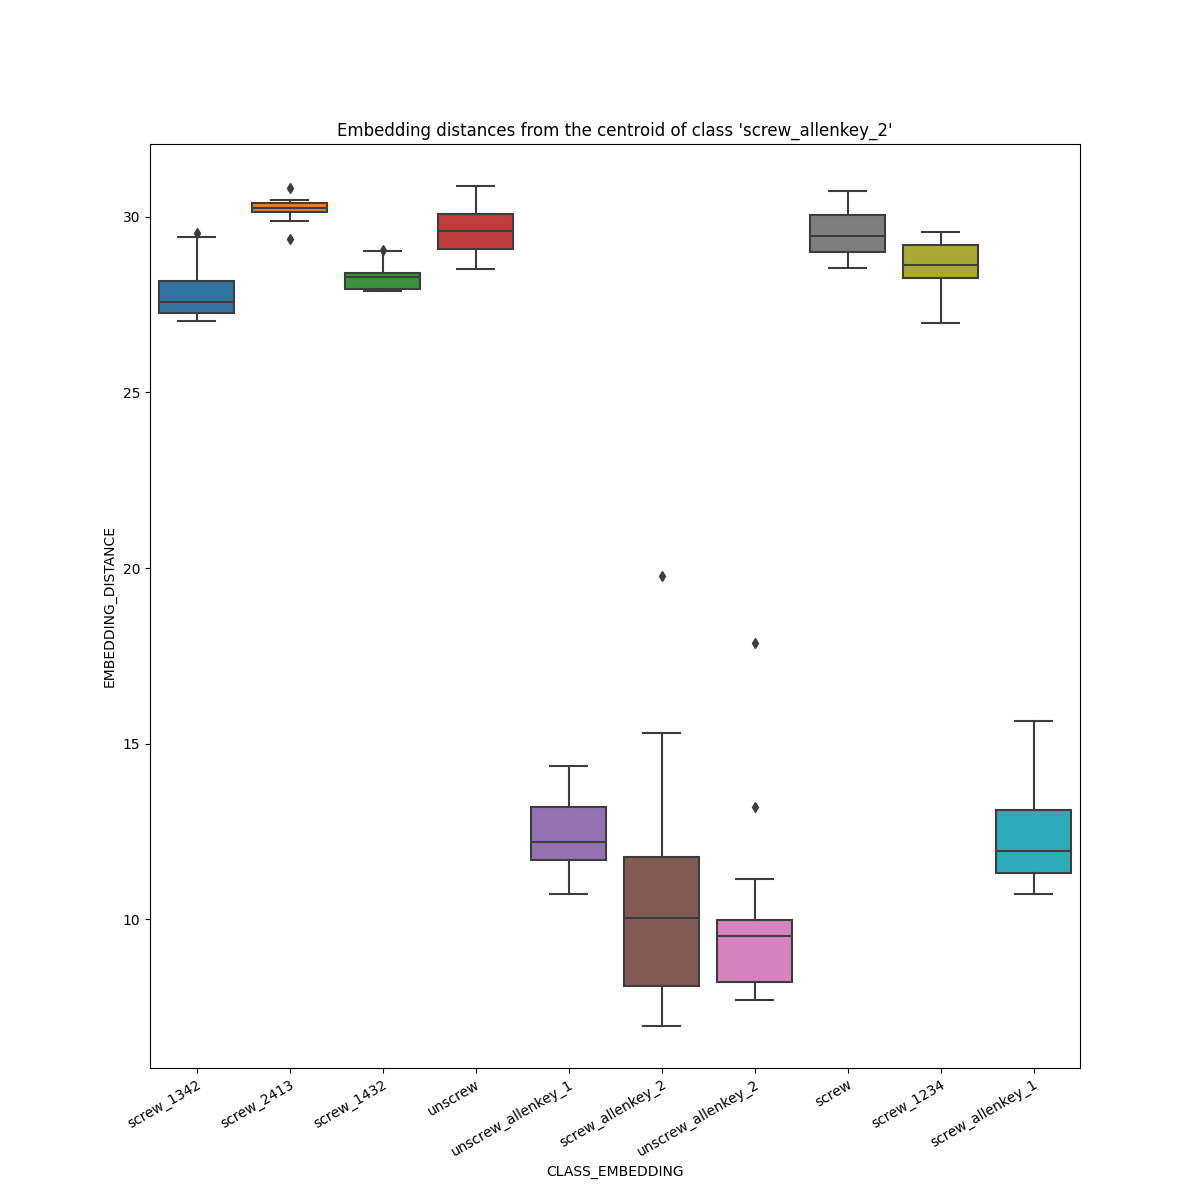 Embedding distances from the centroid of class 'screw_allenkey_2'
EMBEDDING_DISTANCE
30
25
20
15
10
screw_1342
screw_2413
screw_1432
unscrew
unscrew_allenkey_1
screw_allenkey_2
unscrew_allenkey_2
screw
screw_1234
screw_allenkey_1
CLASS_EMBEDDING